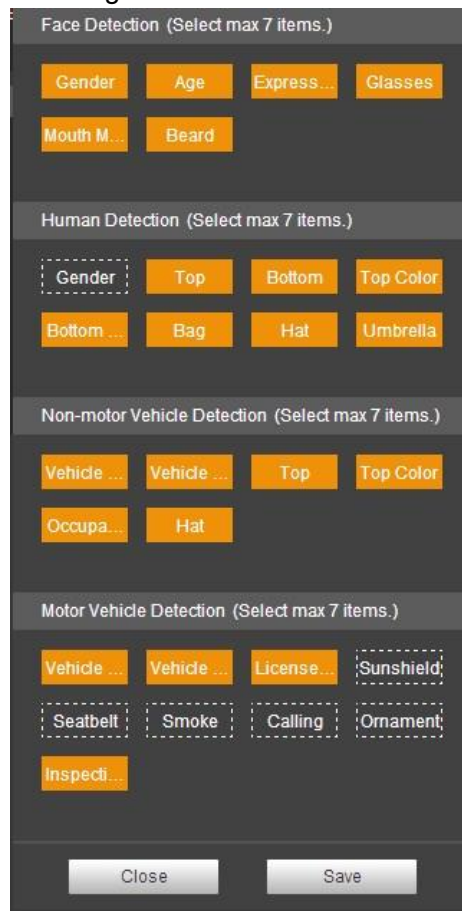 Face Detection (Select max 7 items.)
Gender Age Express... Glasses
Mouth M... Beard
Human Detection (Select max 7 items.)
Gender Top Bottom Top Color
Bottom ... Bag Hat Umbrella
Non-motor Vehicle Detection (Select max 7 items.)
Vehicle ... Vehicle ... Top Top Color
Occupa... Hat
Motor Vehicle Detection (Select max 7 items.)
Vehicle ... Vehicle ... License... Sunshield
Seatbelt Smoke Calling Ornament
Inspecti...
Close Save